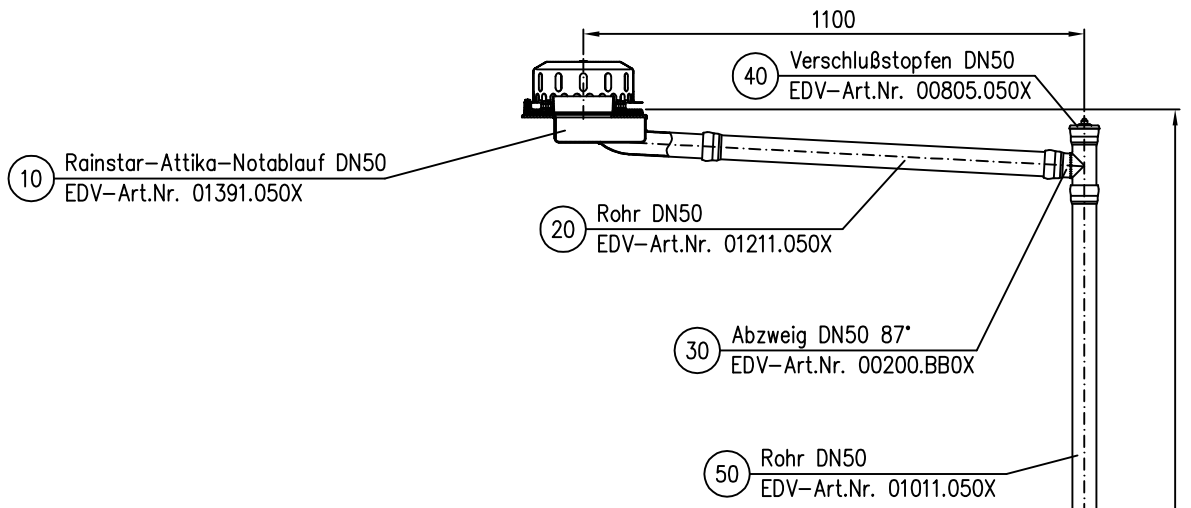 1100
40
Verschlußstopfen DN50
EDV-Art.Nr. 00805.050X
10
Rainstar-Attika-Notablauf DN50
EDV-Art.Nr. 01391.050X
20
Rohr DN50
EDV-Art.Nr. 01211.050X
30
Abzweig DN50 87°
EDV-Art.Nr. 00200.BB0X
50
Rohr DN50
EDV-Art.Nr. 01011.050X